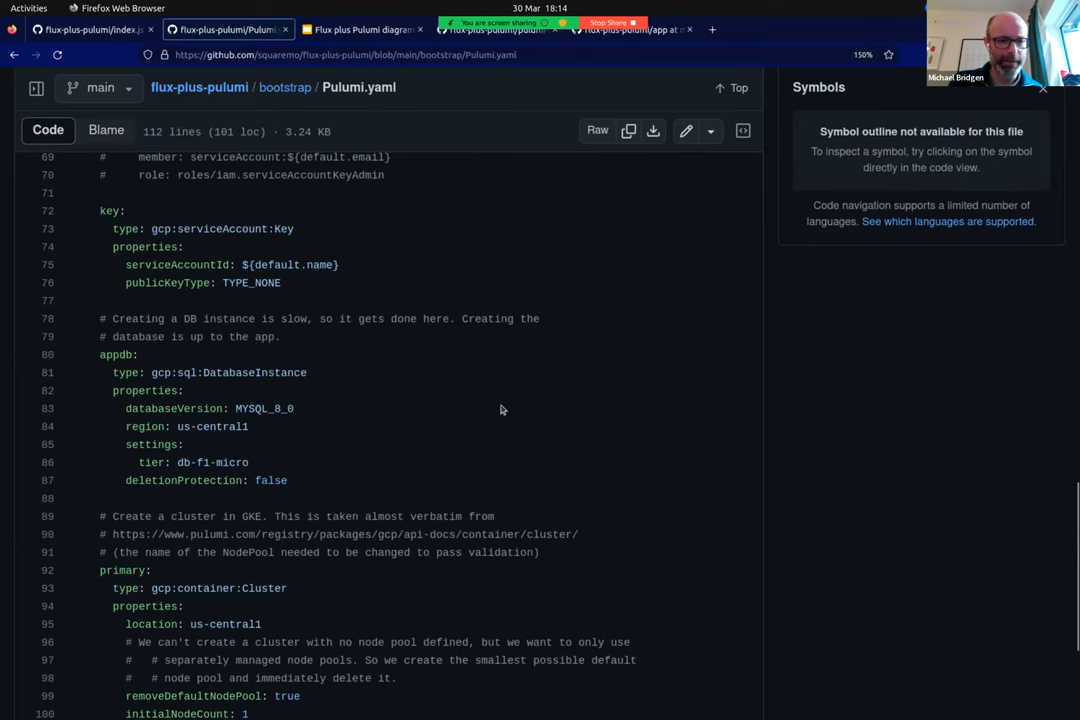 Activities
Firefox Web Browser
30 Mar 18:14
flux-plus-pulumi/index.js
flux-plus-pulumi/Pulumi.
Flux plus Pulumi diagram
You are screen sharing
Stop Share
flux-plus-pulumi/app at m
https://github.com/squaremo/flux-plus-pulumi/blob/main/bootstrap/Pulumi.yaml
150%
Michael Bridgen
main
flux-plus-pulumi / bootstrap / Pulumi.yaml
Top
Code
Blame
112 lines (101 loc) · 3.24 KB
Raw
69 # member: serviceAccount:${default.email}
70 # role: roles/iam.serviceAccountKeyAdmin
71
72 key:
73 type: gcp:serviceAccount:Key
74 properties:
75 serviceAccountId: ${default.name}
76 publicKeyType: TYPE_NONE
77
78 # Creating a DB instance is slow, so it gets done here. Creating the
79 # database is up to the app.
80 appdb:
81 type: gcp:sql:DatabaseInstance
82 properties:
83 databaseVersion: MYSQL_8_0
84 region: us-central1
85 settings:
86 tier: db-f1-micro
87 deletionProtection: false
88
89 # Create a cluster in GKE. This is taken almost verbatim from
90 # https://www.pulumi.com/registry/packages/gcp/api-docs/container/cluster/
91 # (the name of the NodePool needed to be changed to pass validation)
92 primary:
93 type: gcp:container:Cluster
94 properties:
95 location: us-central1
96 # We can't create a cluster with no node pool defined, but we want to only use
97 # # separately managed node pools. So we create the smallest possible default
98 # # node pool and immediately delete it.
99 removeDefaultNodePool: true
100 initialNodeCount: 1
Symbols
Symbol outline not available for this file
To inspect a symbol, try clicking on the symbol
directly in the code view.
Code navigation supports a limited number of
languages. See which languages are supported.